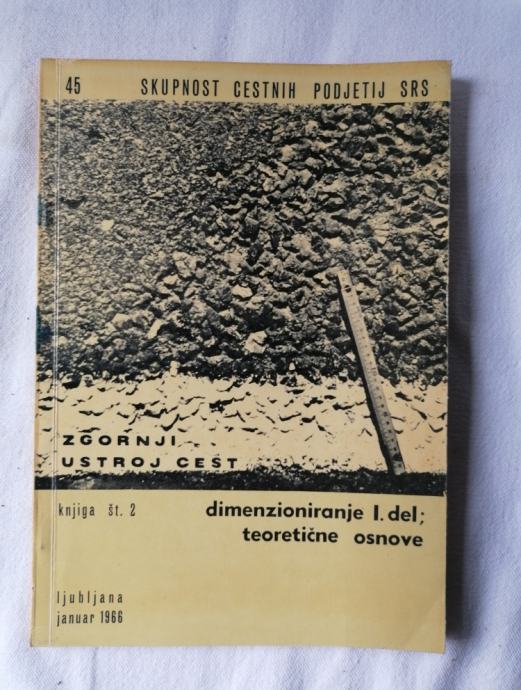 45 SKUPNOST CESTNIH PODJETIJ SRS
ZGORNJI
USTROJ CEST
knjiga št. 2
dimenzioniranje I. del;
teoretične osnove
ljubljana
januar 1966